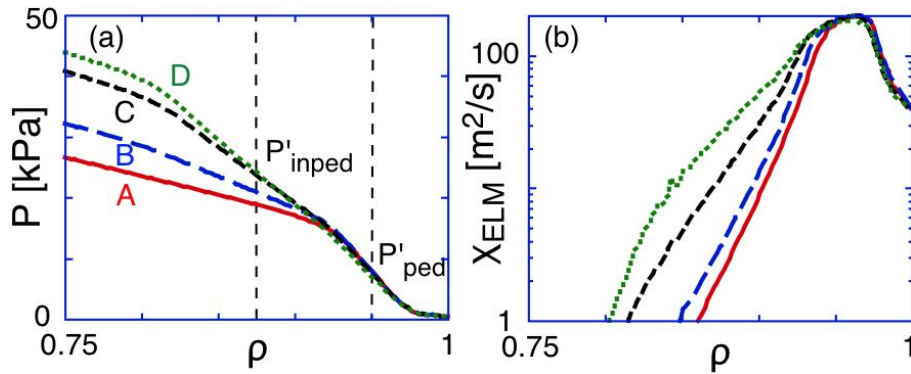 50
(a)
D
C
B
A
P'inped
P'ped
P [kPa]
0
0.75
ρ
1
(b)
100
XELM [m²/s]
1
0.75
ρ
1